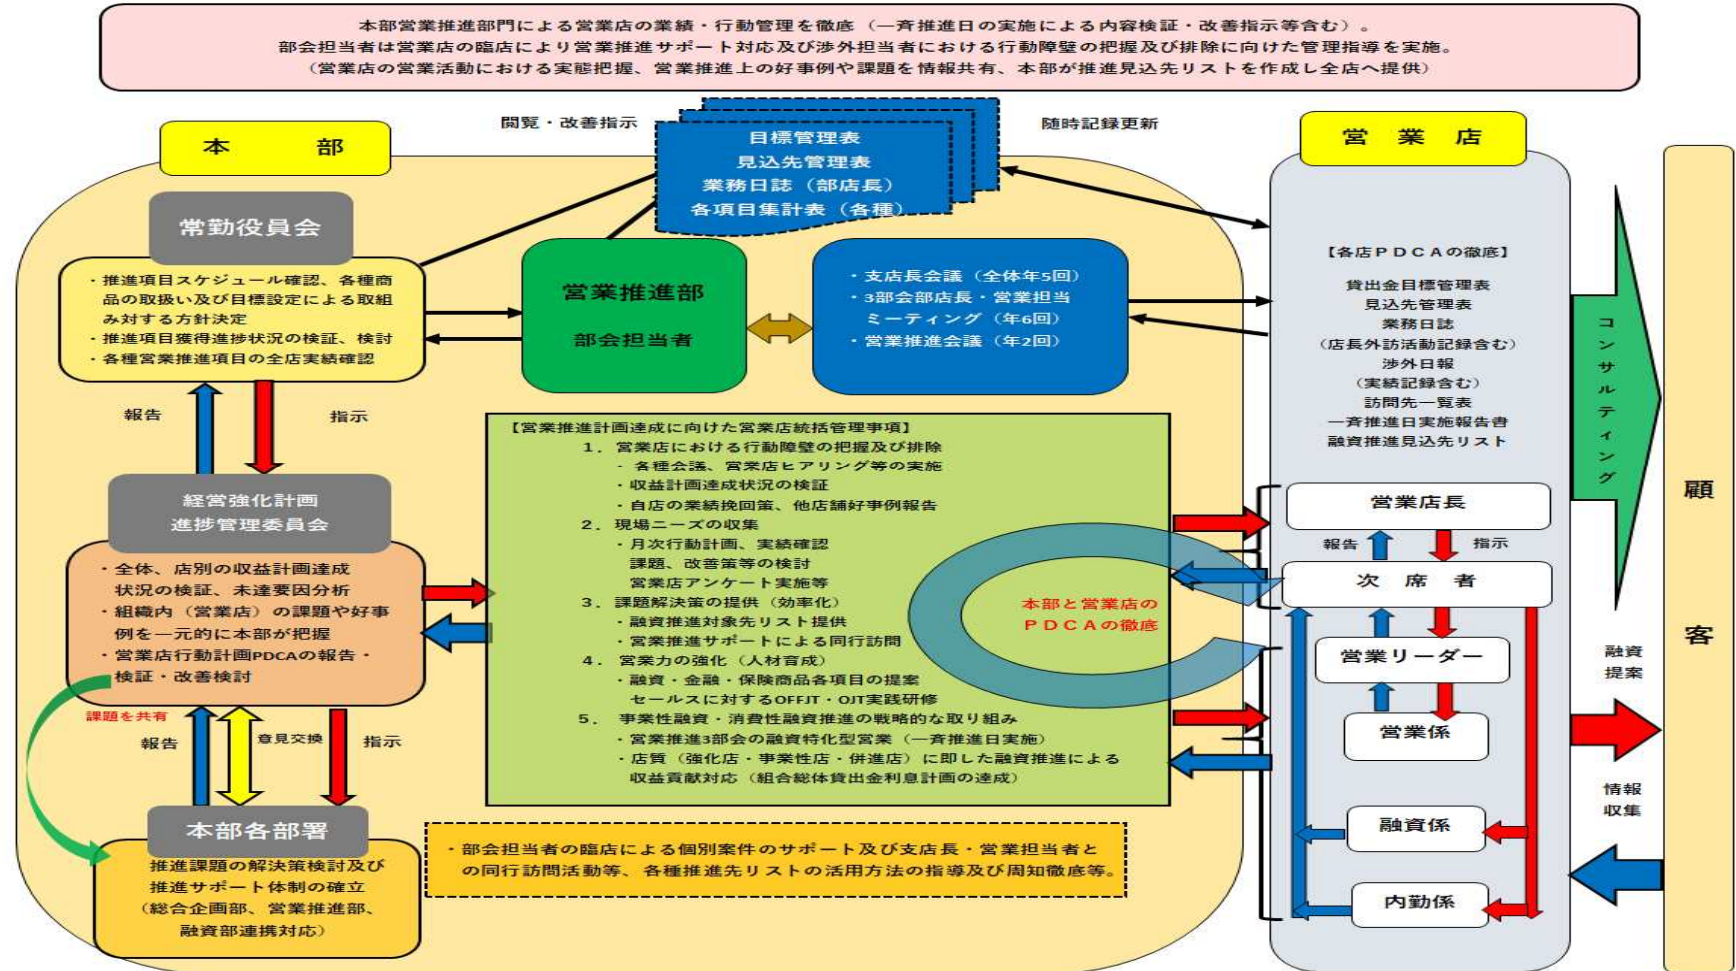 本部営業推進部門による営業店の業績・行動管理を徹底（一斉推進日の実施による内容検証・改善指示等含む）。
部会担当者は営業店の臨店により営業推進サポート対応及び渉外担当者における行動障壁の把握及び排除に向けた管理指導を実施。
（営業店の営業活動における実態把握、営業推進上の好事例や課題を情報共有、本部が推進見込先リストを作成し全店へ提供）
本　　部
閲覧・改善指示
目標管理表
見込先管理表
業務日誌（部店長）
各項目集計表（各種）
随時記録更新
営 業 店
常勤役員会
・推進項目スケジュール確認、各種商
品の取扱い及び目標設定による取組
み対する方針決定
・推進項目獲得進捗状況の検証、検討
・各種営業推進項目の全店実績確認
営業推進部
部会担当者
・支店長会議（全体年5回）
・3部会部店長・営業担当
ミーティング（年6回）
・営業推進会議（年2回）
【各店ＰＤＣＡの徹底】
貸出金目標管理表
見込先管理表
業務日誌
（店長外訪活動記録含む）
渉外日報
（実績記録含む）
訪問先一覧表
一斉推進日実施報告書
融資推進見込先リスト
コンサルティング
顧客
報告
指示
経営強化計画
進捗管理委員会
・全体、店別の収益計画達成
状況の検証、未達要因分析
・組織内（営業店）の課題や好事
例を一元的に本部が把握
・営業店行動計画PDCAの報告・
検証・改善検討
課題を共有
報告
意見交換
指示
本部各部署
推進課題の解決策検討及び
推進サポート体制の確立
（総合企画部、営業推進部、
融資部連携対応）
【営業推進計画達成に向けた営業店統括管理事項】
１．営業店における行動障壁の把握及び排除
・各種会議、営業店ヒアリング等の実施
・収益計画達成状況の検証
・自店の業績挽回策、他店舗好事例報告
２．現場ニーズの収集
・月次行動計画、実績確認
課題、改善策等の検討
営業店アンケート実施等
３．課題解決策の提供（効率化）
・融資推進対象先リスト提供
・営業推進サポートによる同行訪問
４．営業力の強化（人材育成）
・融資・金融・保険商品各項目の提案
セールスに対するOFFJT・OJT実践研修
５．事業性融資・消費性融資推進の戦略的な取り組み
・営業推進3部会の融資特化型営業（一斉推進日実施）
・店質（強化店・事業性店・併進店）に即した融資推進による
収益貢献対応（組合総体貸出金利息計画の達成）
本部と営業店の
ＰＤＣＡの徹底
・部会担当者の臨店による個別案件のサポート及び支店長・営業担当者と
の同行訪問活動等、各種推進先リストの活用方法の指導及び周知徹底等。
営業店長
報告
指示
次 席 者
営業リーダー
営業係
融資係
内勤係
融資
提案
情報
収集